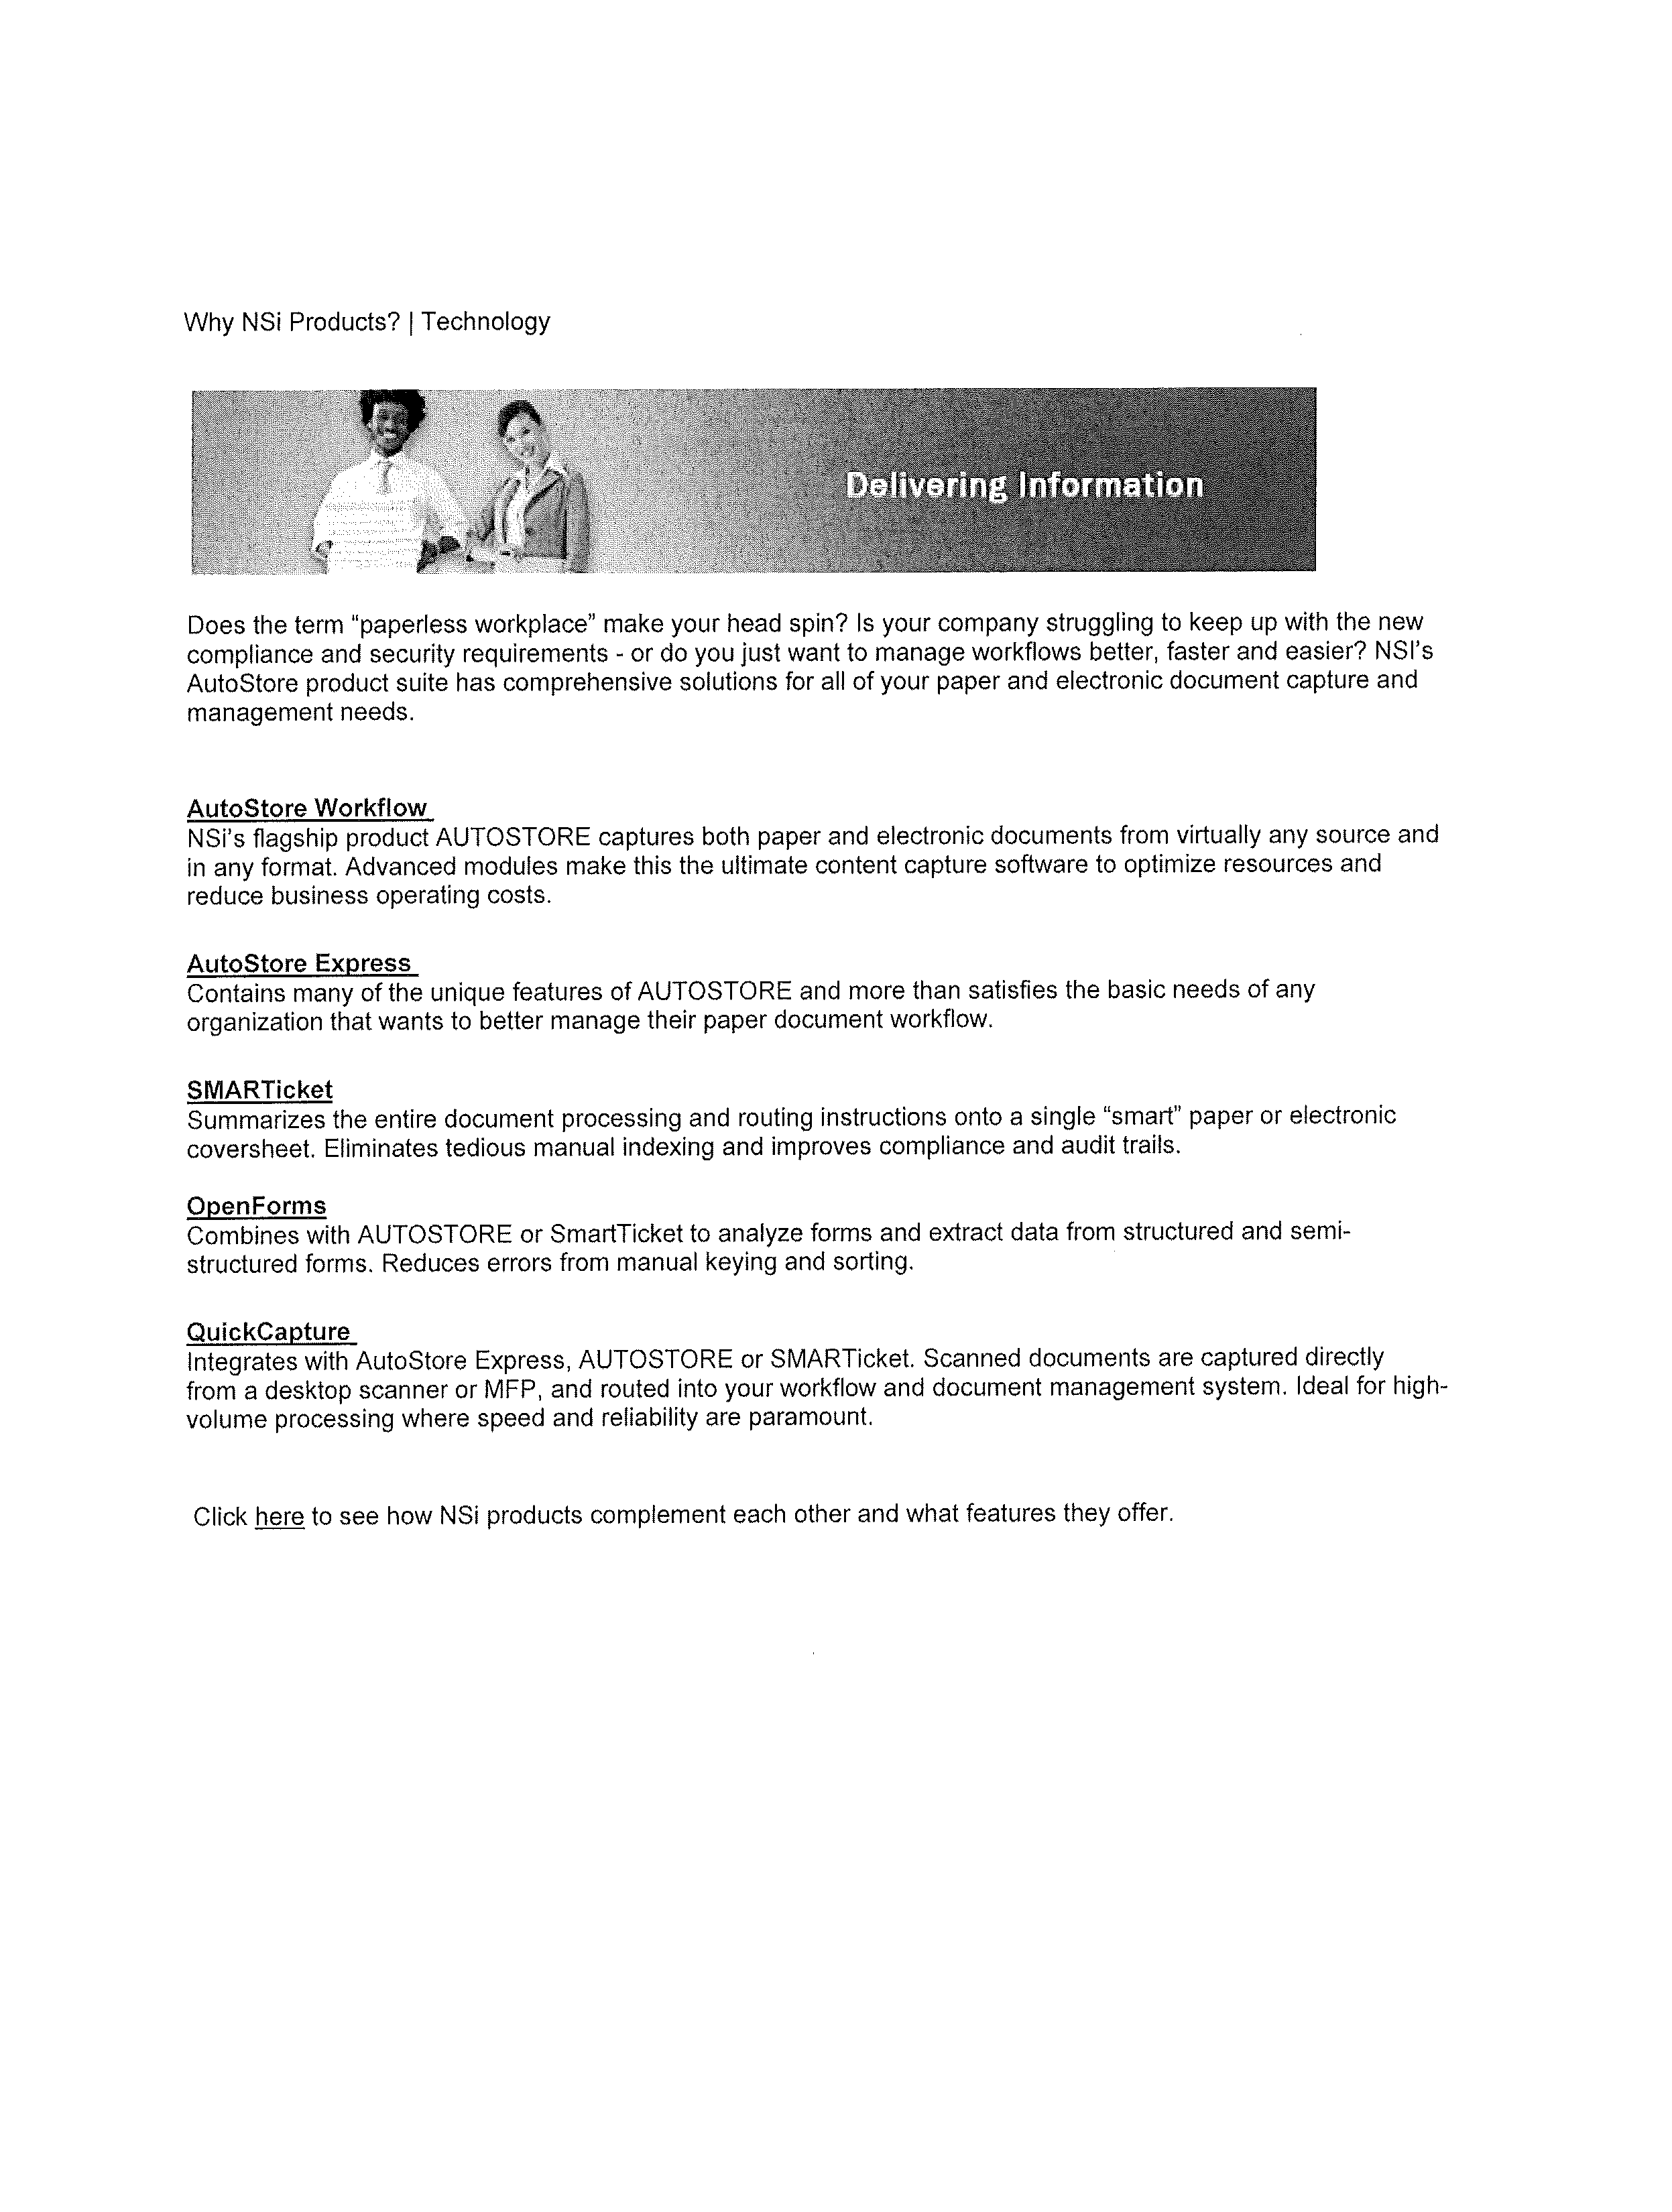 Why NSi Products? | Technology
Delivering Information
Does the term “paperless workplace” make your head spin? Is your company struggling to keep up with the new
compliance and security requirements - or do you just want to manage workflows better, faster and easier? NSI's
AutoStore product suite has comprehensive solutions for all of your paper and electronic document capture and
management needs.
AutoStore Workflow
NSi's flagship product AUTOSTORE captures both paper and electronic documents from virtually any source and
in any format. Advanced modules make this the ultimate content capture software to optimize resources and
reduce business operating costs.
AutoStore Express
Contains many of the unique features of AUTOSTORE and more than satisfies the basic needs of any
organization that wants to better manage their paper document workflow.
SMARTicket
Summarizes the entire document processing and routing instructions onto a single “smart” paper or electronic
coversheet. Eliminates tedious manual indexing and improves compliance and audit trails.
OpenForms
Combines with AUTOSTORE or SmartTicket to analyze forms and extract data from structured and semi-
structured forms. Reduces errors from manual keying and sorting.
QuickCapture
Integrates with AutoStore Express, AUTOSTORE or SMARTicket. Scanned documents are captured directly
from a desktop scanner or MFP, and routed into your workflow and document management system. Ideal for high-
volume processing where speed and reliability are paramount.
Click here to see how NSi products complement each other and what features they offer.